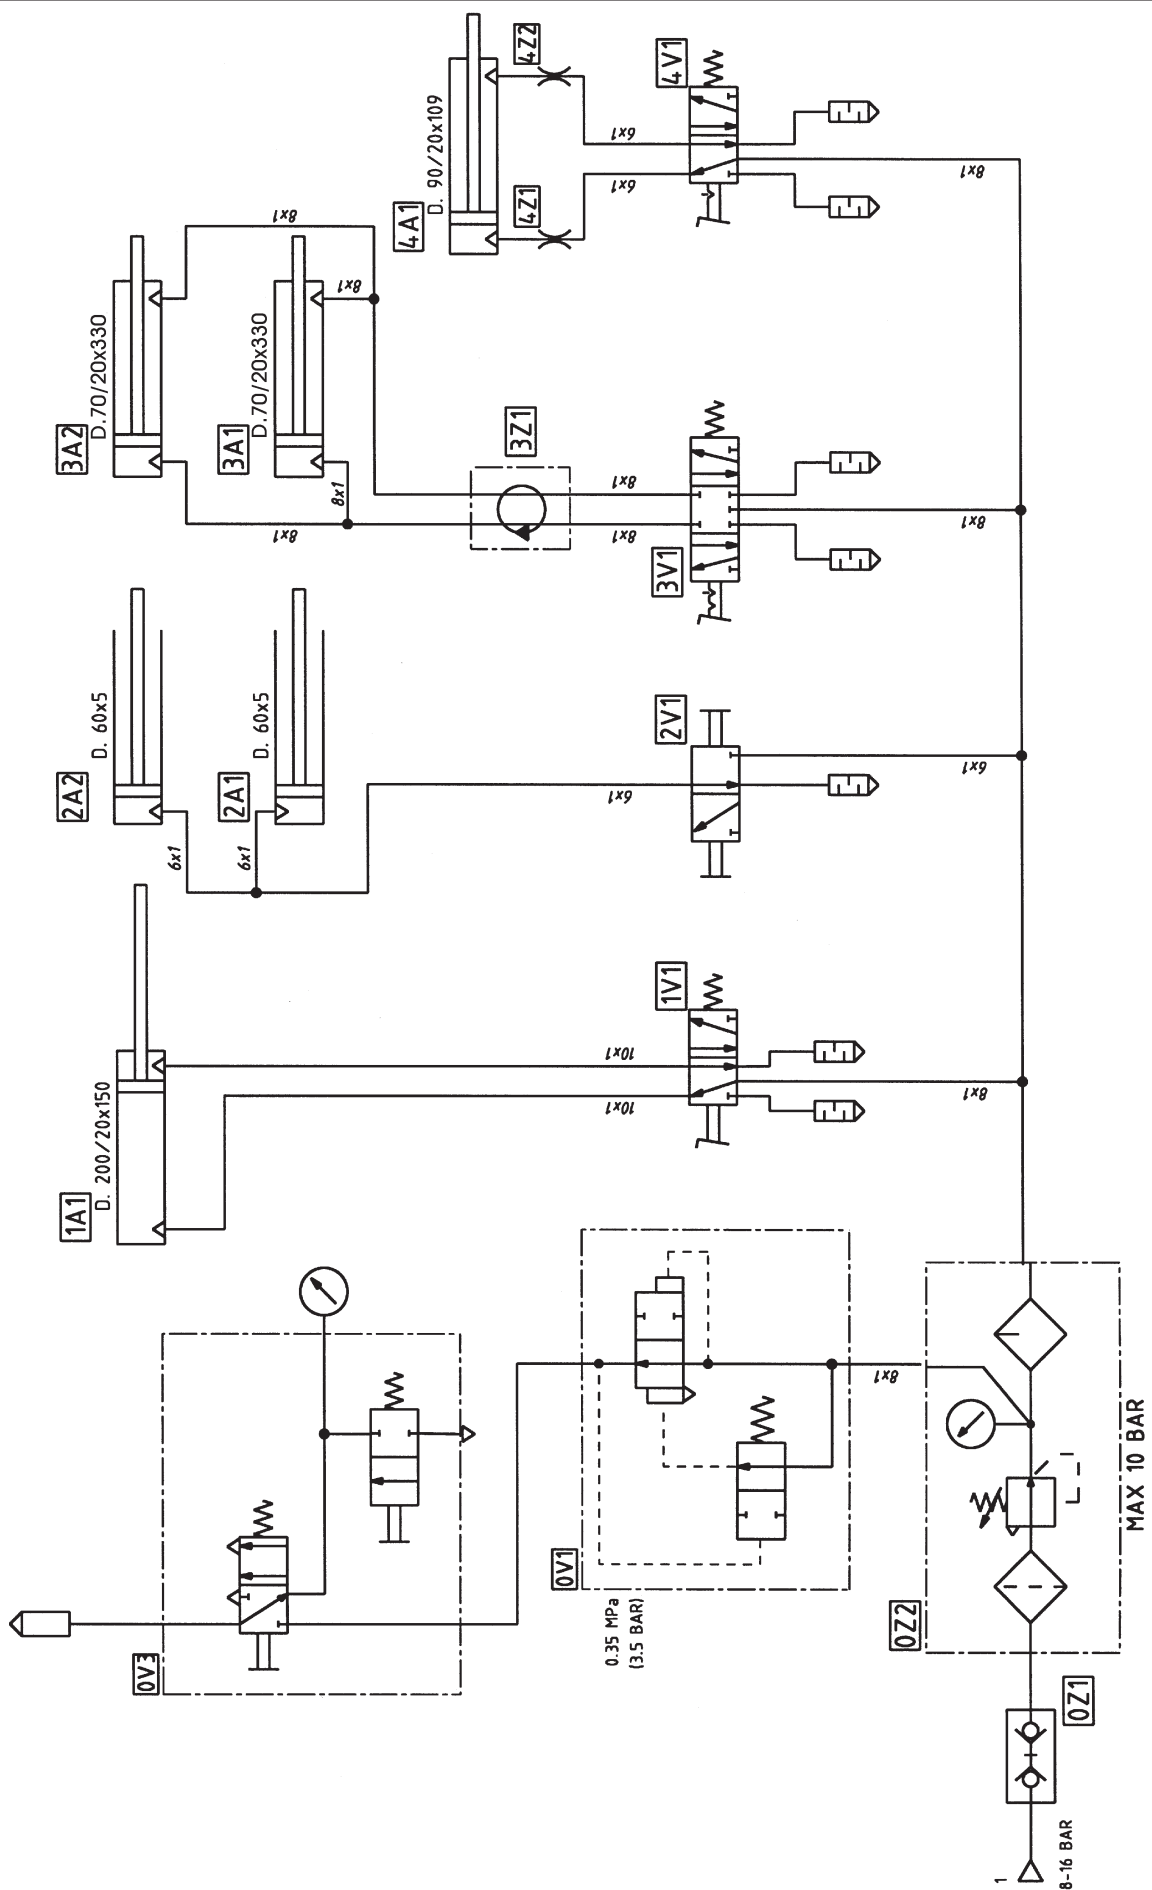 4Z2
4V1
D. 90/20x109
6x1
4A1
4Z1
6x1
8x1
8x1
8x1
3A2
D.70/20x330
3A1
D.70/20x330
3Z1
8x1
8x1
8x1
8x1
3V1
8x1
2A2
D. 60x5
2A1
D. 60x5
2V1
6x1
6x1
6x1
6x1
1V1
10x1
10x1
8x1
1A1
D. 200/20x150
8x1
0V3
0V1
0.35 MPa
(3.5 BAR)
MAX 10 BAR
0Z2
0Z1
1
8-16 BAR